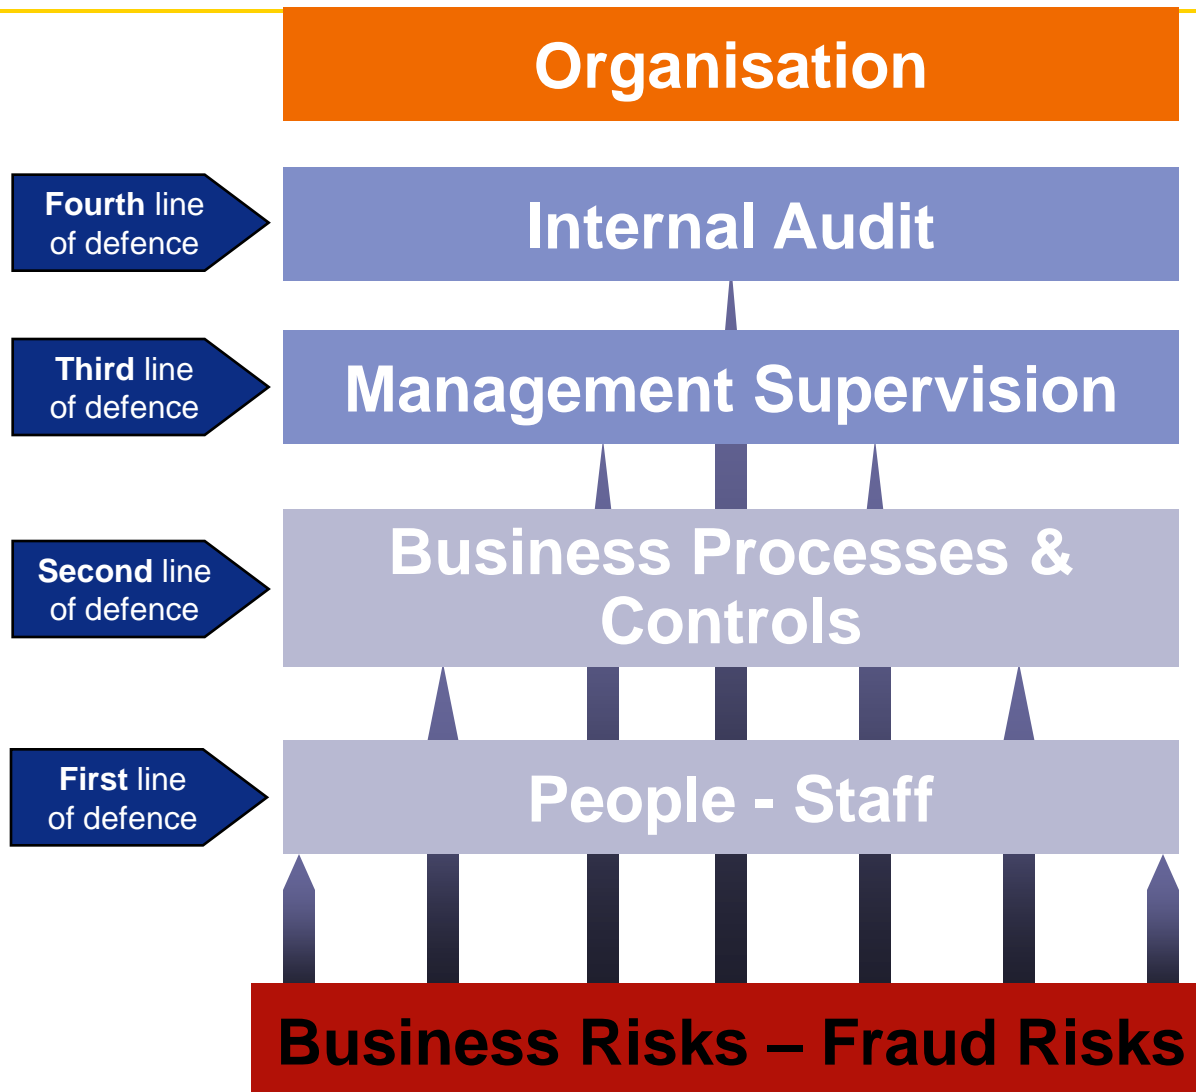 Organisation
Fourth line
of defence
Internal Audit
Third line
of defence
Management Supervision
Second line
of defence
Business Processes &
Controls
First line
of defence
People - Staff
Business Risks – Fraud Risks